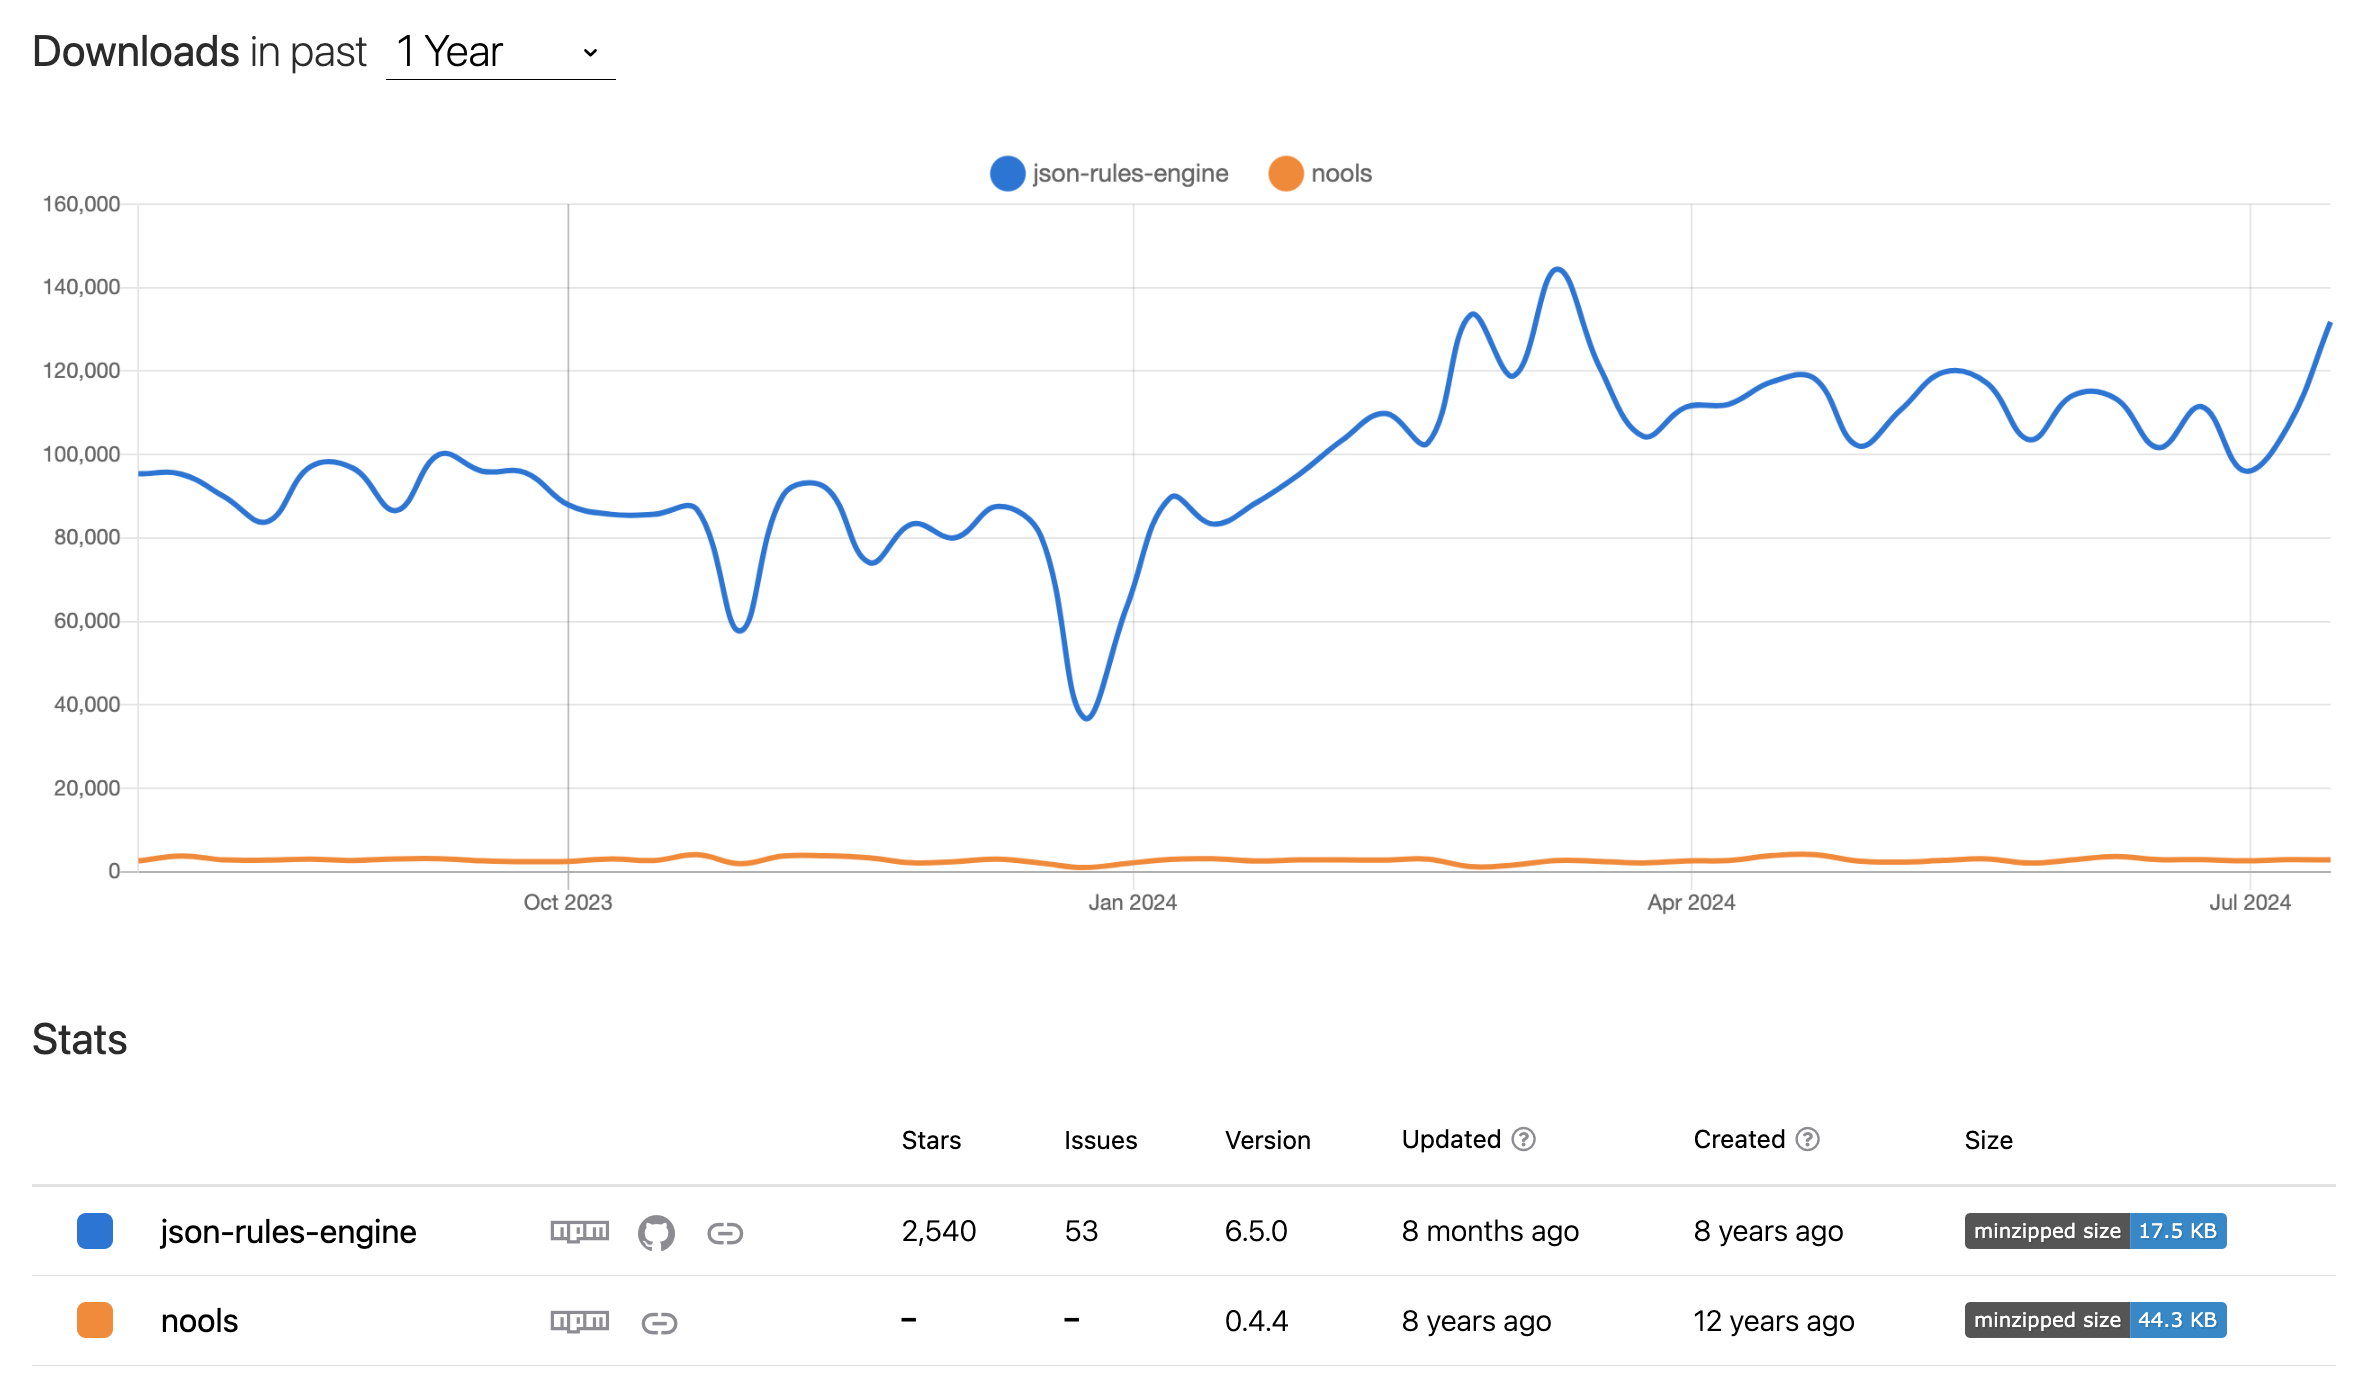 Downloads in past 1 Year
json-rules-engine nools
160,000
140,000
120,000
100,000
80,000
60,000
40,000
20,000
0
Oct 2023 Jan 2024 Apr 2024 Jul 2024
Stats
Stars Issues Version Updated ? Created ? Size
json-rules-engine npm 2,540 53 6.5.0 8 months ago 8 years ago minzipped size 17.5 KB
nools npm – – 0.4.4 8 years ago 12 years ago minzipped size 44.3 KB